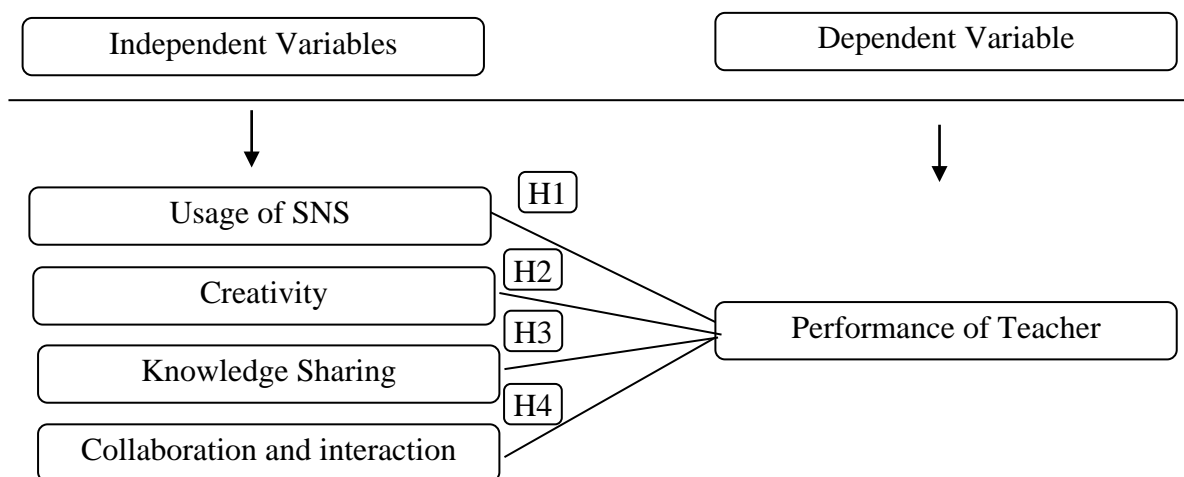 Independent Variables
Dependent Variable
Usage of SNS
H1
Creativity
H2
Knowledge Sharing
H3
Collaboration and interaction
H4
Performance of Teacher